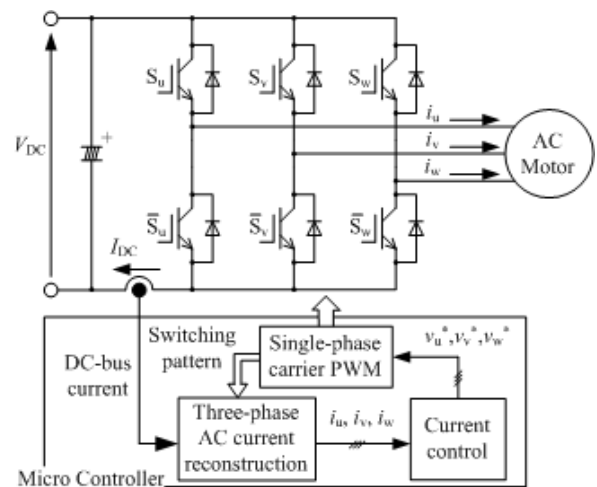 S_u
S_v
S_w
i_u
i_v
i_w
AC
Motor
V_DC
+
S̅_u
S̅_v
S̅_w
I_DC
Switching
pattern
Single-phase
carrier PWM
v_u*,v_v*,v_w*
DC-bus
current
Three-phase
AC current
reconstruction
i_u, i_v, i_w
Current
control
Micro Controller